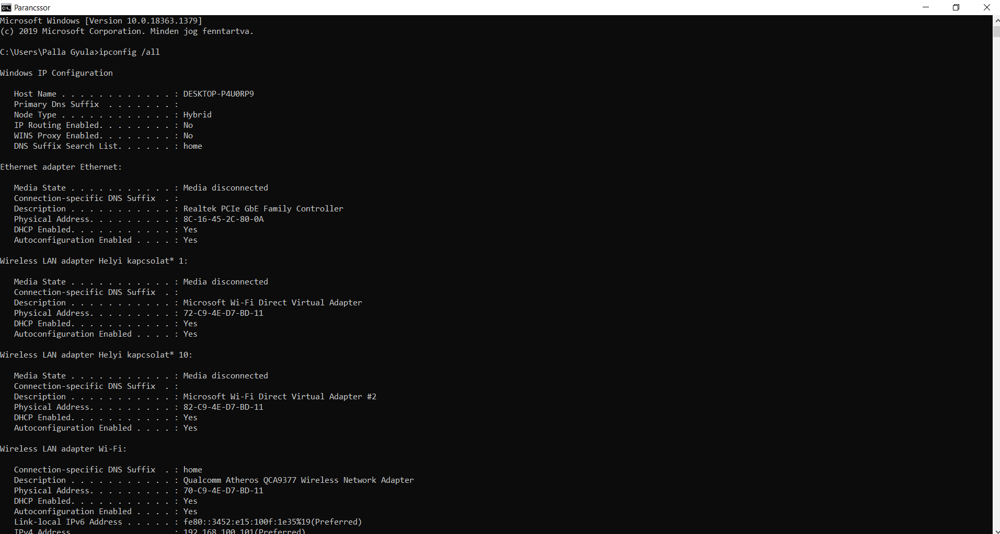 Parancssor
Microsoft Windows [Version 10.0.18363.1379]
(c) 2019 Microsoft Corporation. Minden jog fenntartva.
C:\Users\Palla Gyula>ipconfig /all
Windows IP Configuration
Host Name . . . . . . . . . . . . : DESKTOP-P4U0RP9
Primary Dns Suffix  . . . . . . . :
Node Type . . . . . . . . . . . . : Hybrid
IP Routing Enabled. . . . . . . . : No
WINS Proxy Enabled. . . . . . . . : No
DNS Suffix Search List. . . . . . : home
Ethernet adapter Ethernet:
Media State . . . . . . . . . . . : Media disconnected
Connection-specific DNS Suffix  . :
Description . . . . . . . . . . . : Realtek PCIe GbE Family Controller
Physical Address. . . . . . . . . : 8C-16-45-2C-80-0A
DHCP Enabled. . . . . . . . . . . : Yes
Autoconfiguration Enabled . . . . : Yes
Wireless LAN adapter Helyi kapcsolat* 1:
Media State . . . . . . . . . . . : Media disconnected
Connection-specific DNS Suffix  . :
Description . . . . . . . . . . . : Microsoft Wi-Fi Direct Virtual Adapter
Physical Address. . . . . . . . . : 72-C9-4E-D7-BD-11
DHCP Enabled. . . . . . . . . . . : Yes
Autoconfiguration Enabled . . . . : Yes
Wireless LAN adapter Helyi kapcsolat* 10:
Media State . . . . . . . . . . . : Media disconnected
Connection-specific DNS Suffix  . :
Description . . . . . . . . . . . : Microsoft Wi-Fi Direct Virtual Adapter #2
Physical Address. . . . . . . . . : 82-C9-4E-D7-BD-11
DHCP Enabled. . . . . . . . . . . : Yes
Autoconfiguration Enabled . . . . : Yes
Wireless LAN adapter Wi-Fi:
Connection-specific DNS Suffix  . : home
Description . . . . . . . . . . . : Qualcomm Atheros QCA9377 Wireless Network Adapter
Physical Address. . . . . . . . . : 70-C9-4E-D7-BD-11
DHCP Enabled. . . . . . . . . . . : Yes
Autoconfiguration Enabled . . . . : Yes
Link-local IPv6 Address . . . . . : fe80::3452:e15:100f:1e35%19(Preferred)
IPv4 Address. . . . . . . . . . . : 192.168.100.101(Preferred)